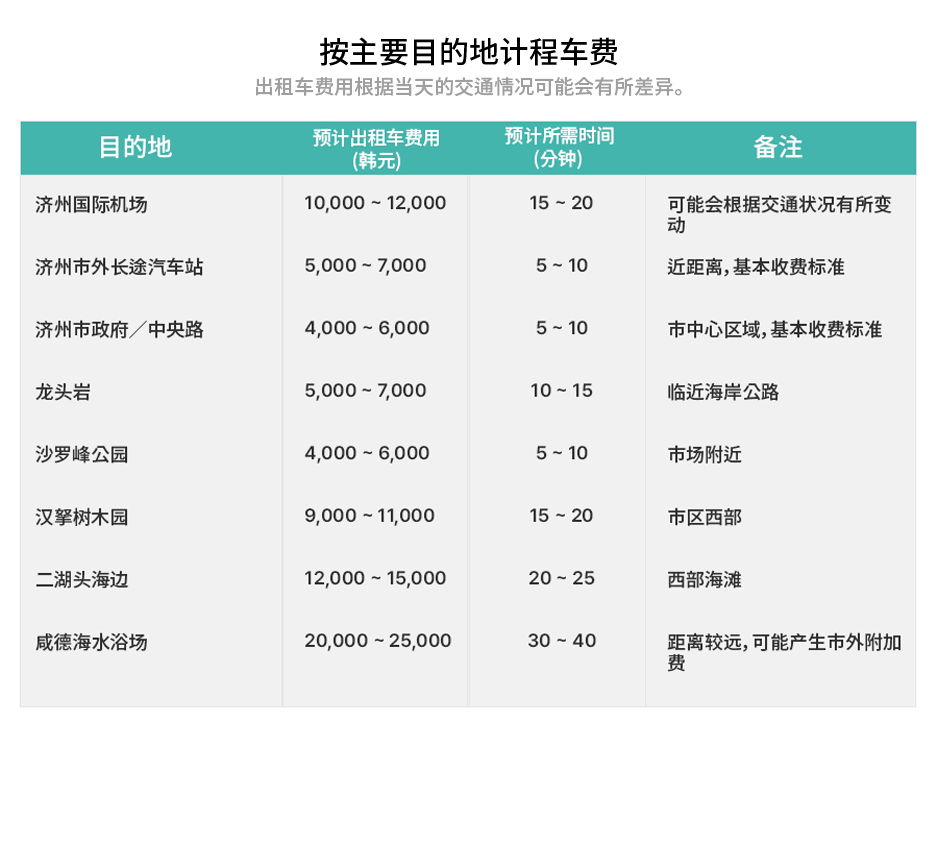 按主要目的地计程车费
出租车费用根据当天的交通情况可能会有所差异。
目的地 预计出租车费用 (韩元) 预计所需时间 (分钟) 备注
济州国际机场 10,000 ~ 12,000 15 ~ 20 可能会根据交通状况有所变
动
济州市外长途汽车站 5,000 ~ 7,000 5 ~ 10 近距离,基本收费标准
济州市政府／中央路 4,000 ~ 6,000 5 ~ 10 市中心区域,基本收费标准
龙头岩 5,000 ~ 7,000 10 ~ 15 临近海岸公路
沙罗峰公园 4,000 ~ 6,000 5 ~ 10 市场附近
汉拏树木园 9,000 ~ 11,000 15 ~ 20 市区西部
二湖头海边 12,000 ~ 15,000 20 ~ 25 西部海滩
咸德海水浴场 20,000 ~ 25,000 30 ~ 40 距离较远,可能产生市外附加
费